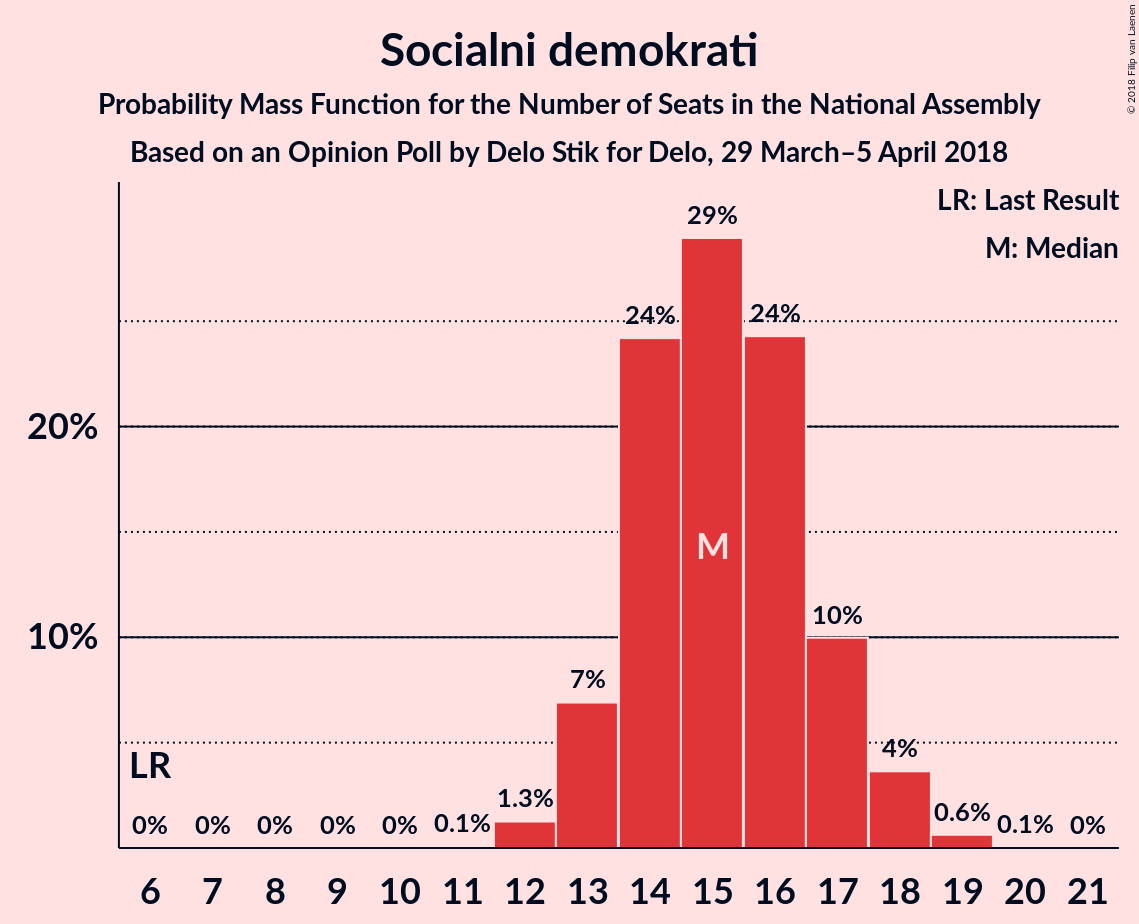 Socialni demokrati
Probability Mass Function for the Number of Seats in the National Assembly
Based on an Opinion Poll by Delo Stik for Delo, 29 March–5 April 2018
© 2018 Filip van Laenen
LR: Last Result
M: Median
29%
24%
24%
20%
M
10%
10%
7%
LR
4%
1.3%
0.6%
0%
0%
0%
0%
0%
0.1%
0.1%
0%
6 7 8 9 10 11 12 13 14 15 16 17 18 19 20 21